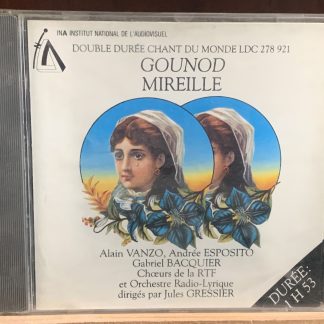 INA INSTITUT NATIONAL DE L'AUDIOVISUEL
DOUBLE DURÉE CHANT DU MONDE LDC 278 921
GOUNOD
MIREILLE
Alain VANZO, Andrée ESPOSITO
Gabriel BACQUIER
Chœurs de la RTF
et Orchestre Radio-Lyrique
dirigés par Jules GRESSIER
DURÉE:
1 H 53